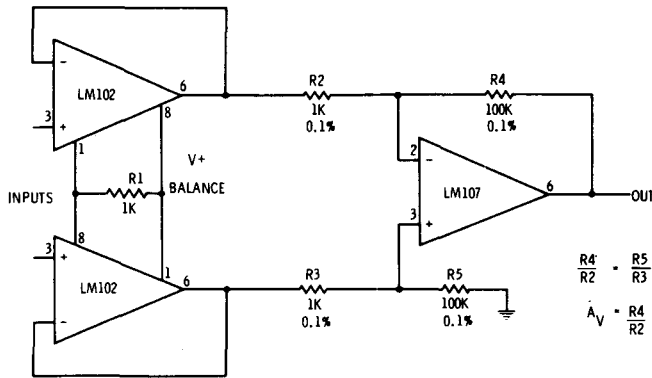 -
6
LM102
8
3
+
1
R2
1K
0.1%
R4
100K
0.1%
V+
BALANCE
R1
1K
INPUTS
2
-
LM107
6
OUT
3
+
8
3
+
1
LM102
6
-
R3
1K
0.1%
R5
100K
0.1%
R4 = R5
R2 R3
A_V = R4
R2